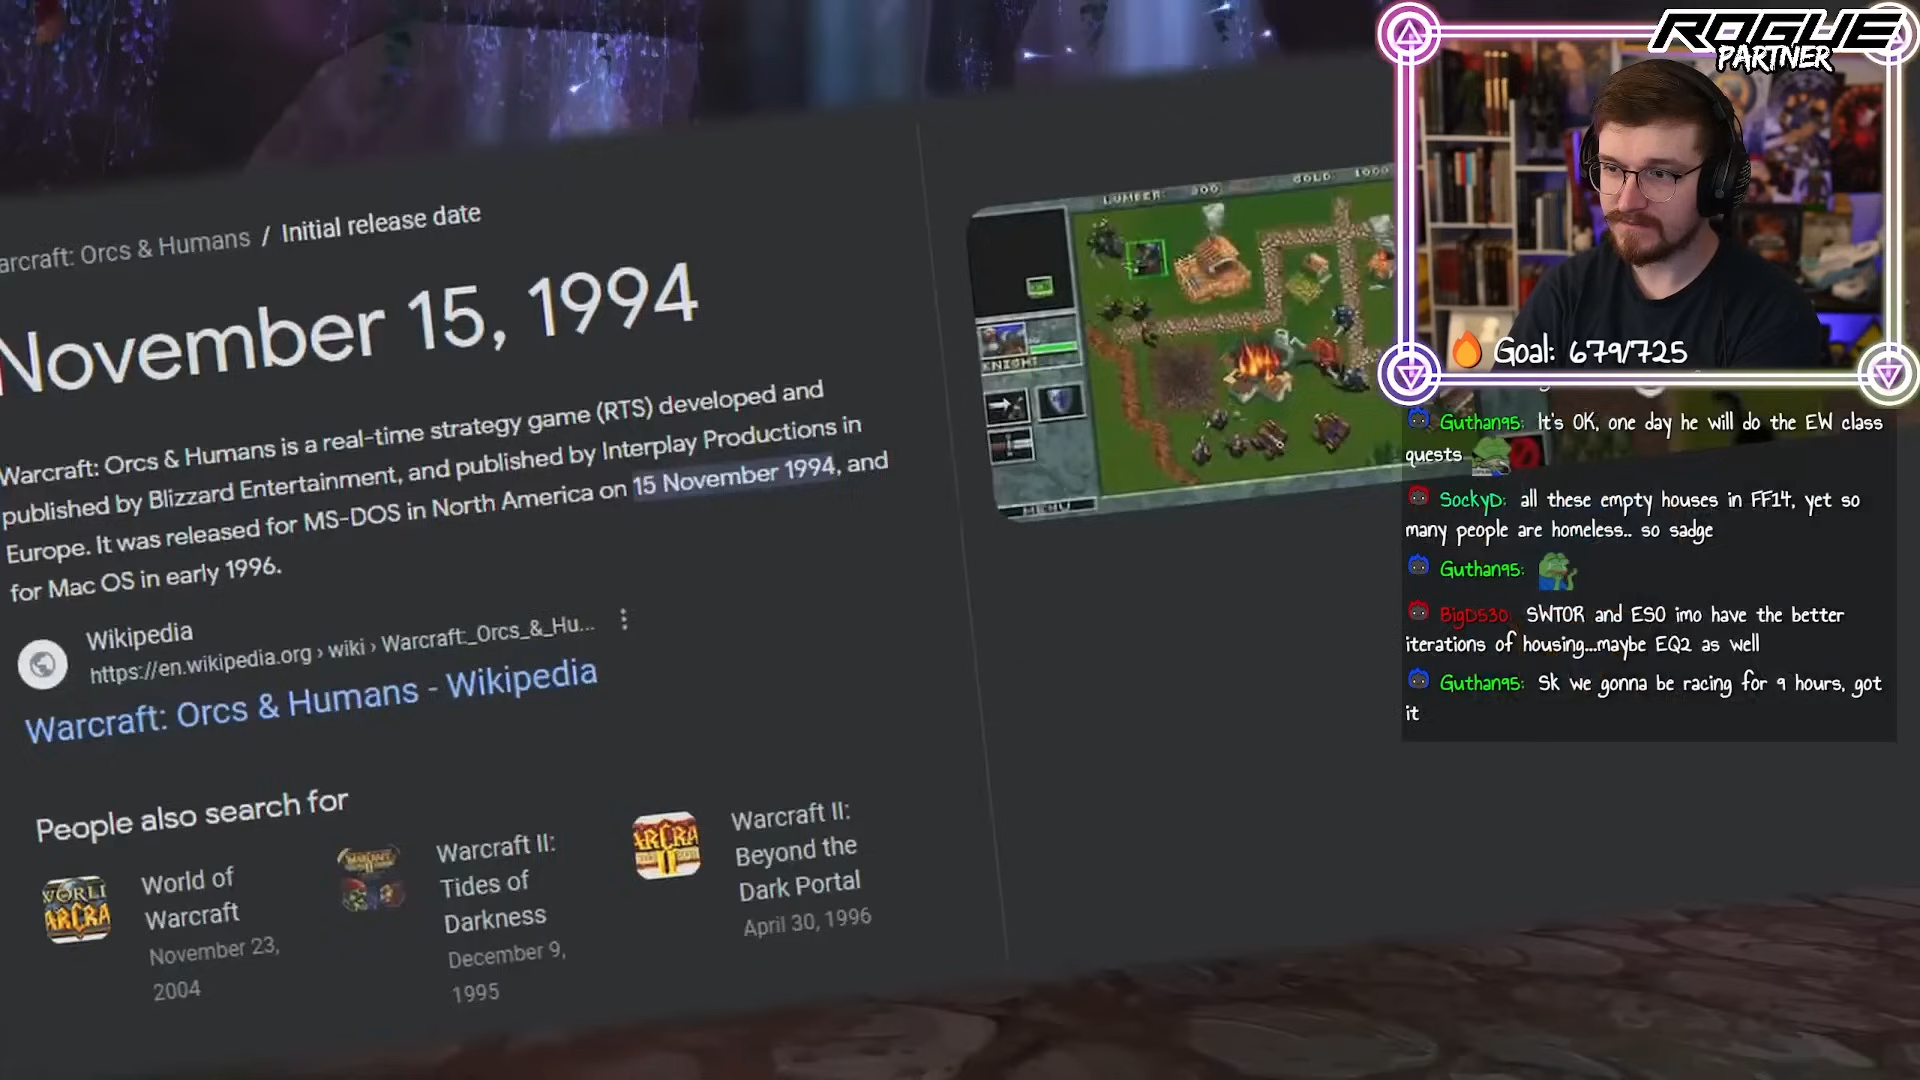 arcraft: Orcs & Humans / Initial release date
November 15, 1994
Warcraft: Orcs & Humans is a real-time strategy game (RTS) developed and
published by Blizzard Entertainment, and published by Interplay Productions in
Europe. It was released for MS-DOS in North America on 15 November 1994, and
for Mac OS in early 1996.
Wikipedia
https://en.wikipedia.org › wiki › Warcraft:_Orcs_&_Hu...
Warcraft: Orcs & Humans - Wikipedia
People also search for
WORLD
ARCRA
World of
Warcraft
November 23,
2004
Warcraft II:
Tides of
Darkness
December 9,
1995
ARCRA
Warcraft II:
Beyond the
Dark Portal
April 30, 1996
LUMBER: 300 GOLD: 1000
KNIGHT
MENU
ROGUE
PARTNER
Goal: 679/725
Guthan95: It's OK, one day he will do the EW class
quests
SockyD: all these empty houses in FF14, yet so
many people are homeless.. so sadge
Guthan95:
BigD530: SWTOR and ESO imo have the better
iterations of housing...maybe EQ2 as well
Guthan95: Sk we gonna be racing for 9 hours, got
it